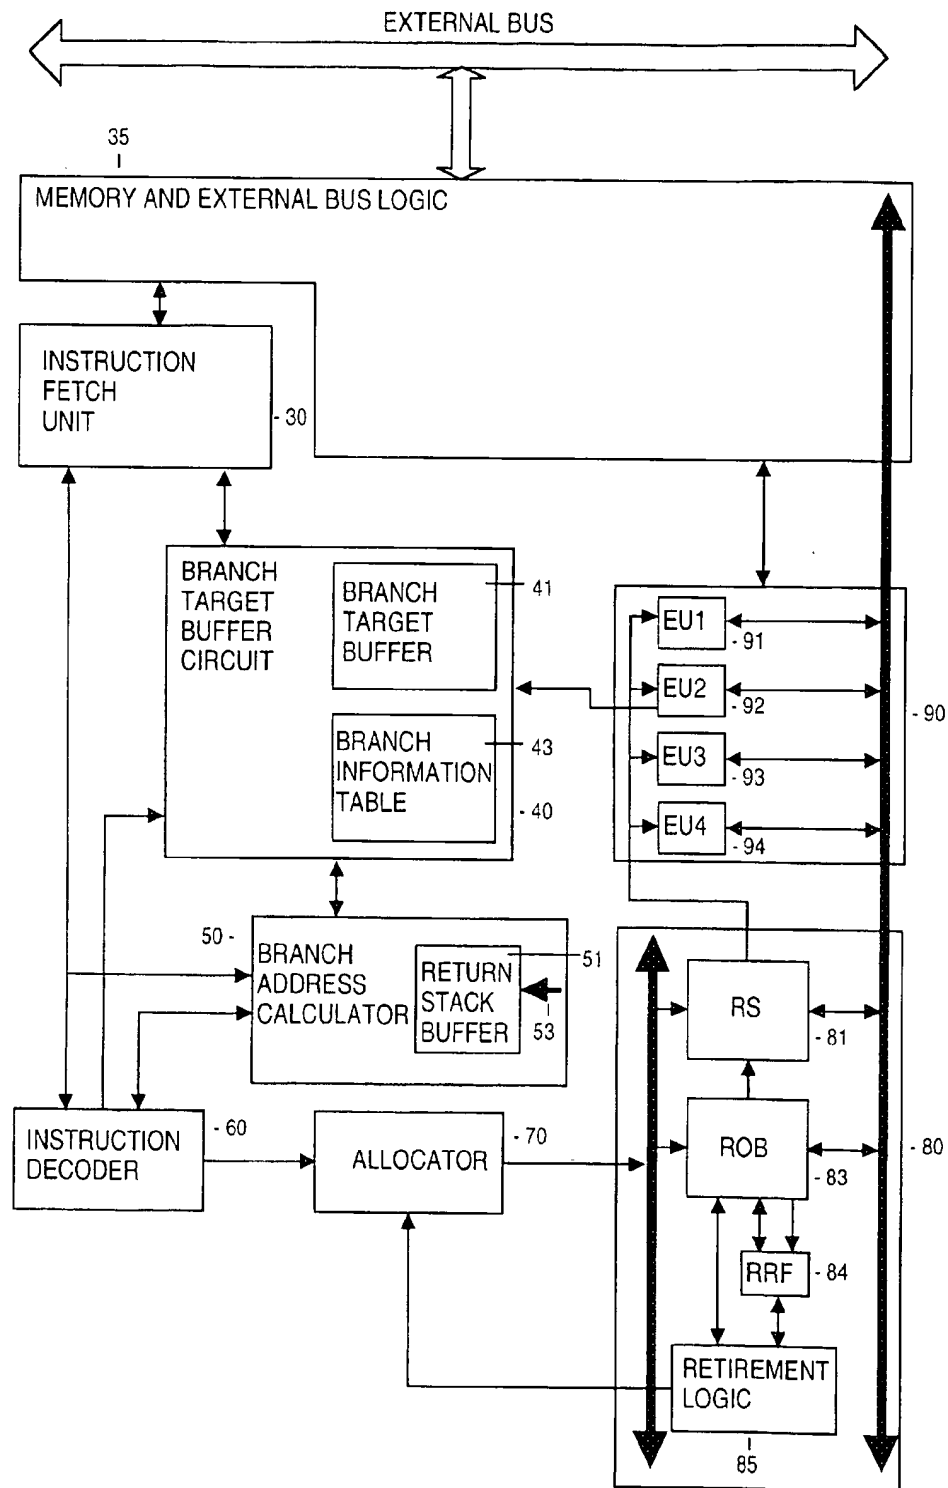 EXTERNAL BUS
35
MEMORY AND EXTERNAL BUS LOGIC
INSTRUCTION
FETCH
UNIT
- 30
BRANCH
TARGET
BUFFER
CIRCUIT
BRANCH
TARGET
BUFFER
41
BRANCH
INFORMATION
TABLE
43
- 40
EU1
- 91
EU2
- 92
EU3
- 93
EU4
- 94
- 90
50 -
BRANCH
ADDRESS
CALCULATOR
RETURN
STACK
BUFFER
51
53
RS
- 81
INSTRUCTION
DECODER
- 60
ALLOCATOR
- 70
ROB
- 83
- 80
RRF
- 84
RETIREMENT
LOGIC
85